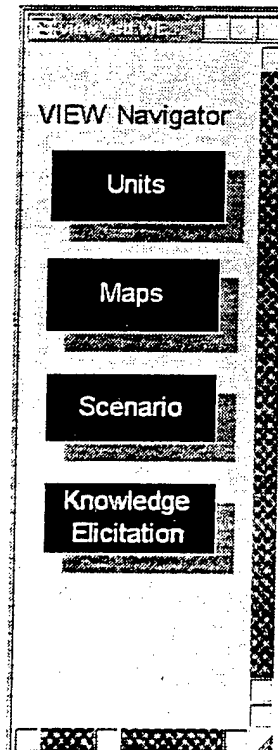 VIEW Navigator
Units
Maps
Scenario
Knowledge
Elicitation